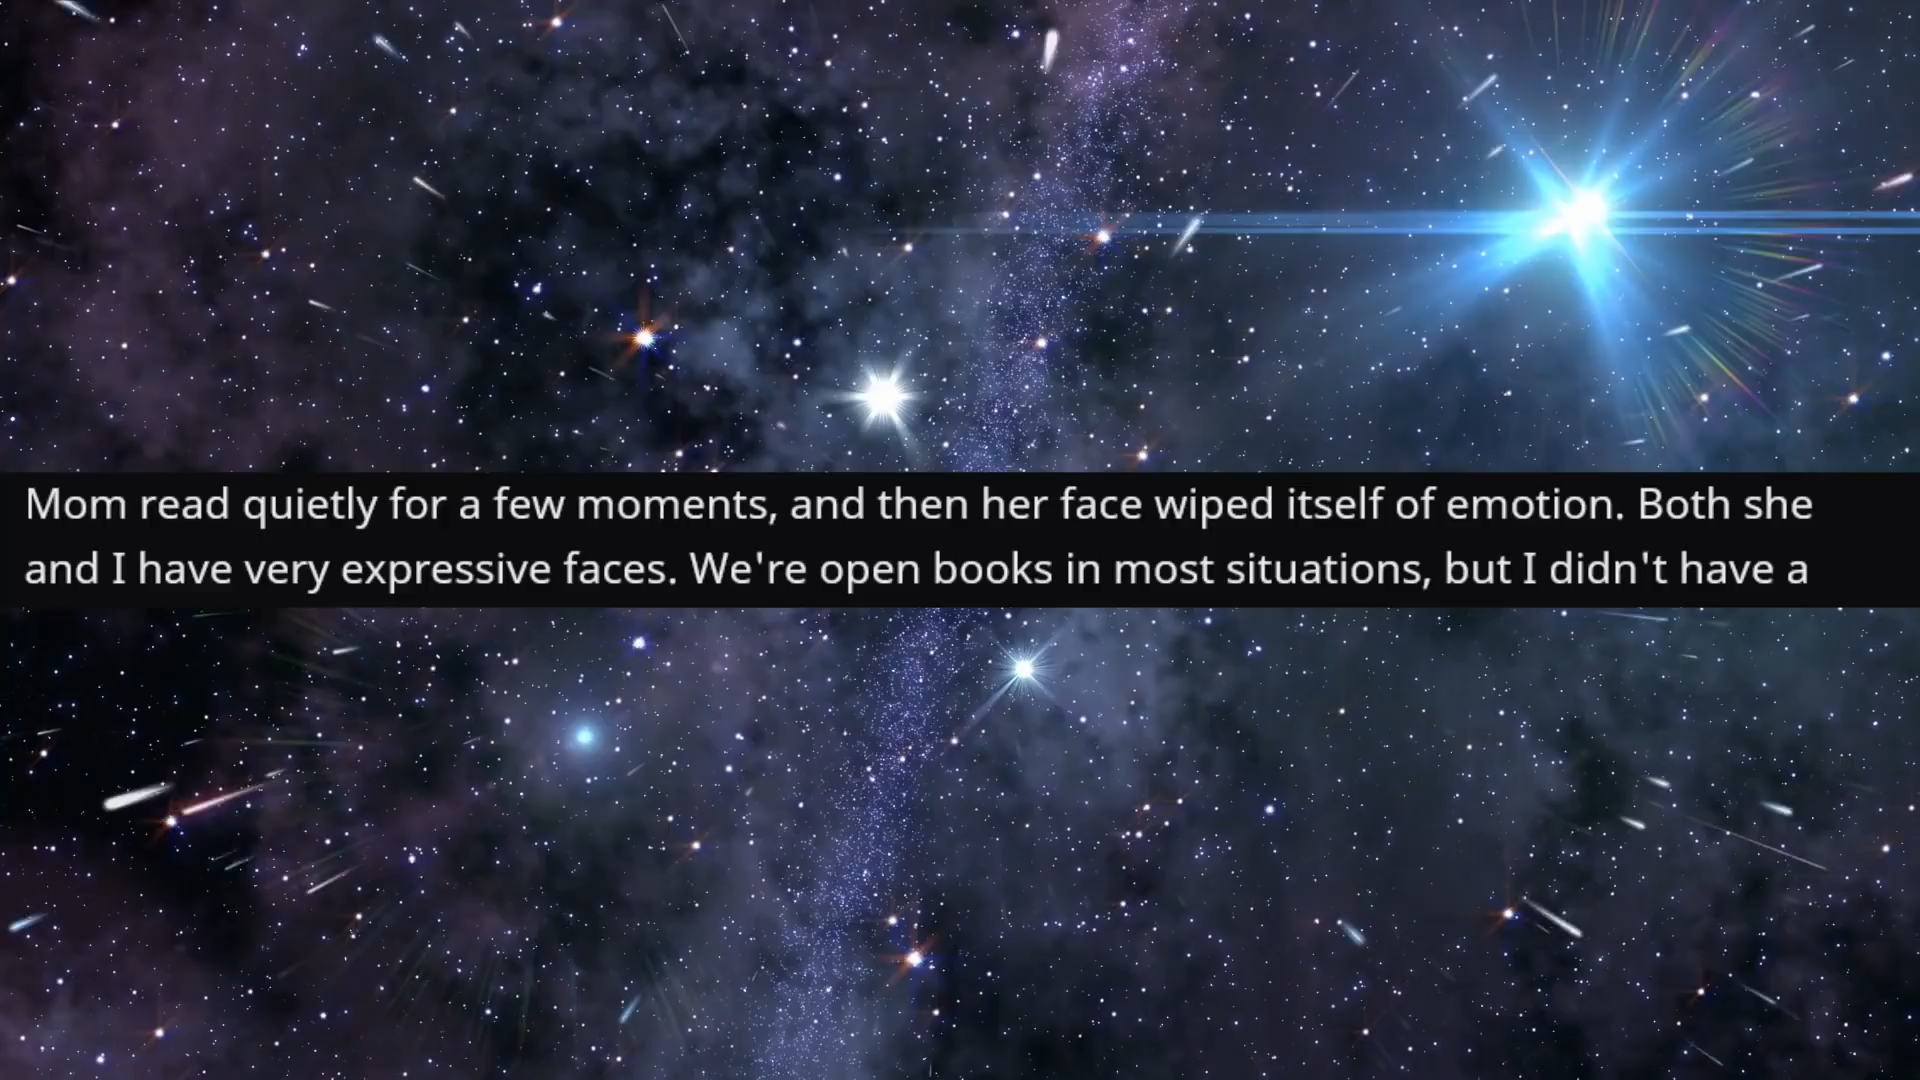 Mom read quietly for a few moments, and then her face wiped itself of emotion. Both she
and I have very expressive faces. We're open books in most situations, but I didn't have a